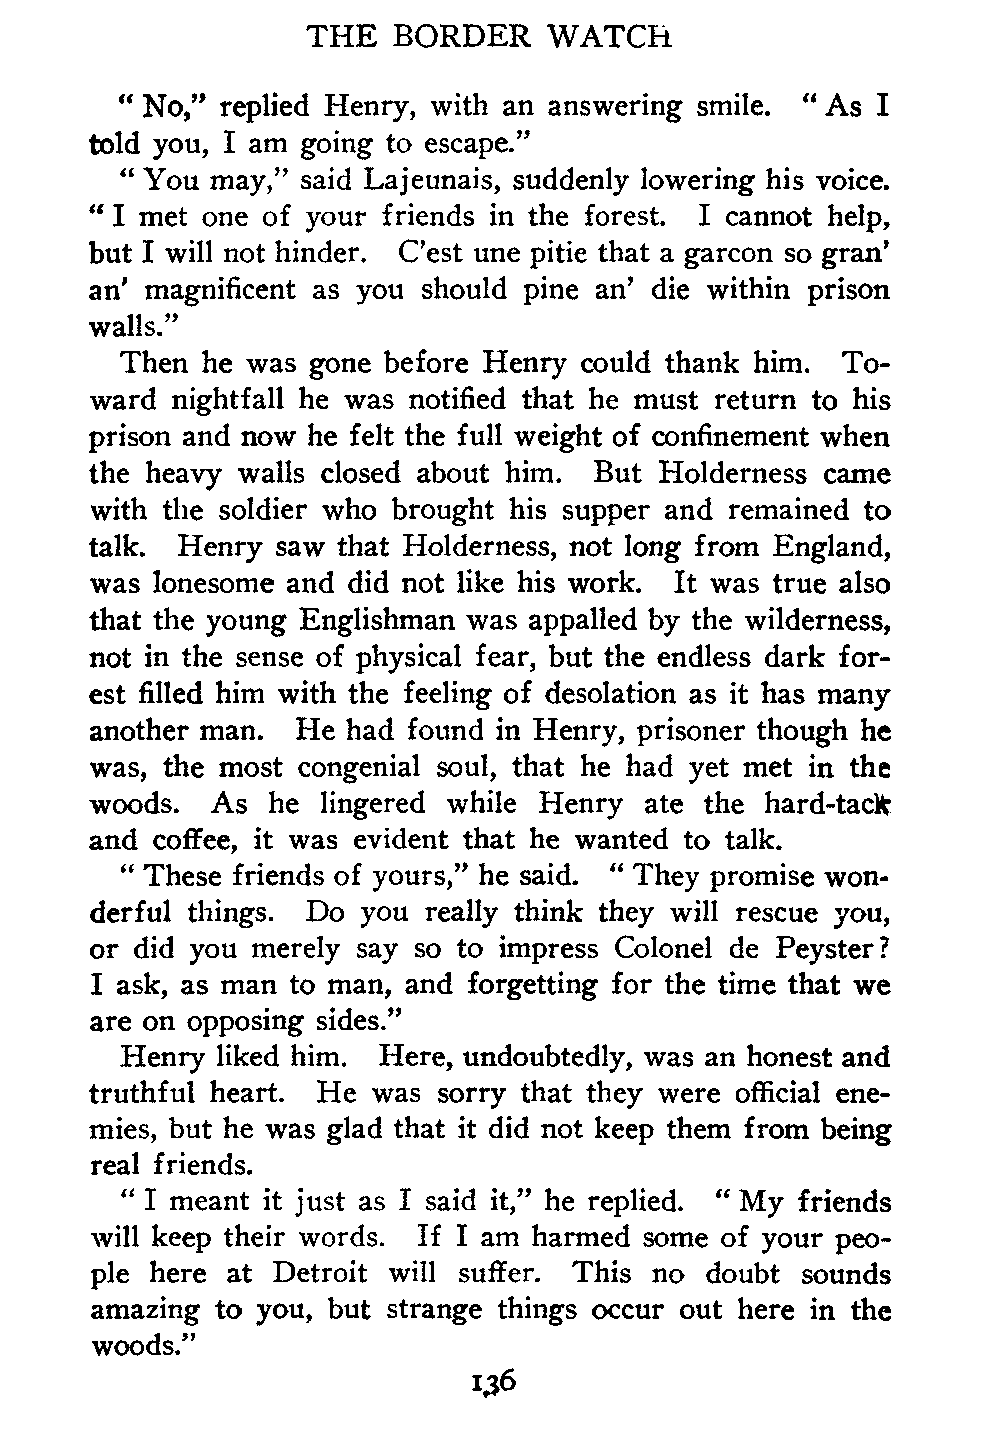 THE BORDER WATCH
“ No,” replied Henry, with an answering smile. “ As I
told you, I am going to escape.”
“ You may,” said Lajeunais, suddenly lowering his voice.
“ I met one of your friends in the forest. I cannot help,
but I will not hinder. C’est une pitie that a garcon so gran’
an’ magnificent as you should pine an’ die within prison
walls.”
Then he was gone before Henry could thank him. To-
ward nightfall he was notified that he must return to his
prison and now he felt the full weight of confinement when
the heavy walls closed about him. But Holderness came
with the soldier who brought his supper and remained to
talk. Henry saw that Holderness, not long from England,
was lonesome and did not like his work. It was true also
that the young Englishman was appalled by the wilderness,
not in the sense of physical fear, but the endless dark for-
est filled him with the feeling of desolation as it has many
another man. He had found in Henry, prisoner though he
was, the most congenial soul, that he had yet met in the
woods. As he lingered while Henry ate the hard-tack
and coffee, it was evident that he wanted to talk.
“ These friends of yours,” he said. “ They promise won-
derful things. Do you really think they will rescue you,
or did you merely say so to impress Colonel de Peyster?
I ask, as man to man, and forgetting for the time that we
are on opposing sides.”
Henry liked him. Here, undoubtedly, was an honest and
truthful heart. He was sorry that they were official ene-
mies, but he was glad that it did not keep them from being
real friends.
“ I meant it just as I said it,” he replied. “ My friends
will keep their words. If I am harmed some of your peo-
ple here at Detroit will suffer. This no doubt sounds
amazing to you, but strange things occur out here in the
woods.”
136